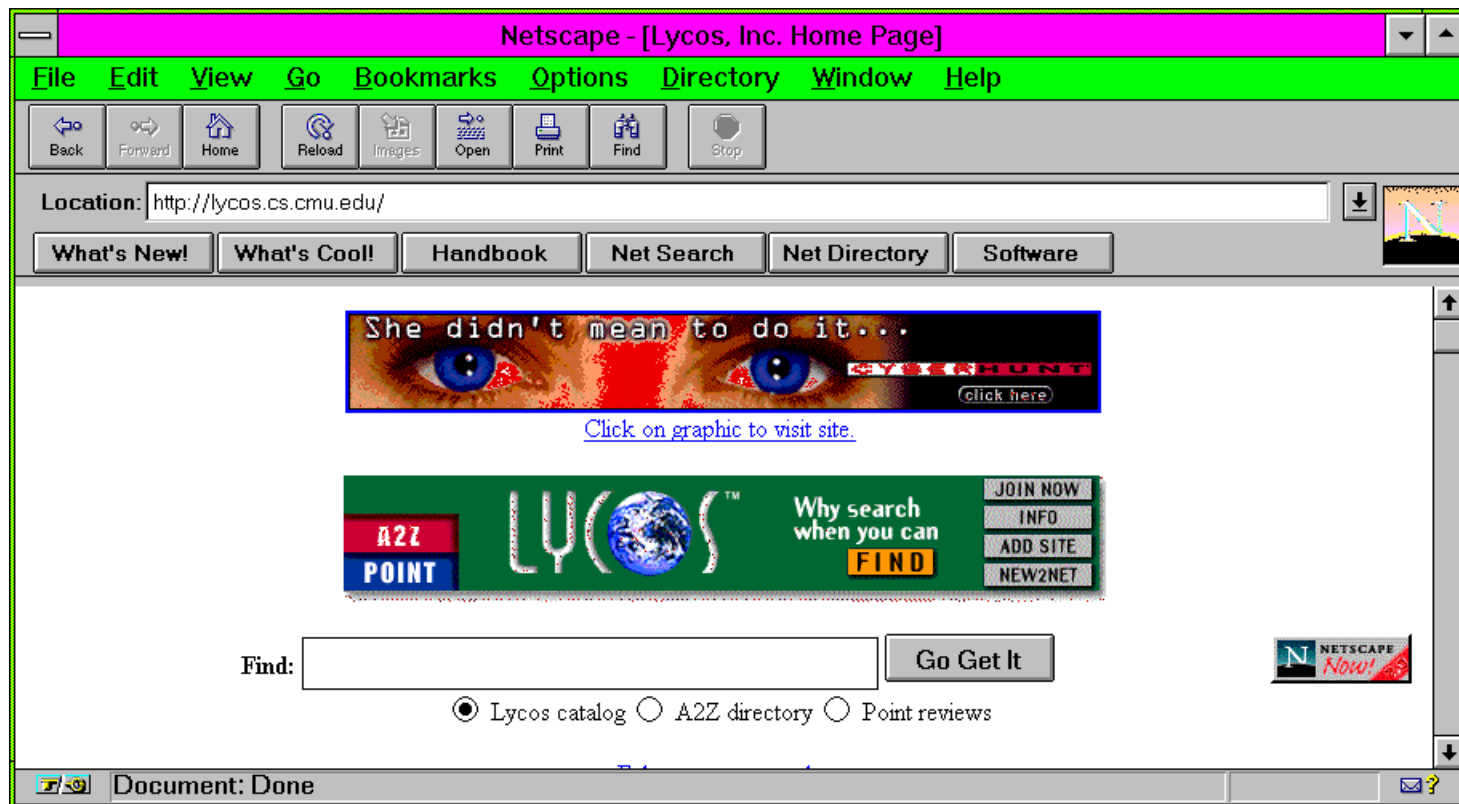 Netscape - [Lycos, Inc. Home Page]
File Edit View Go Bookmarks Options Directory Window Help
Back Forward Home Reload Images Open Print Find Stop
Location: http://lycos.cs.cmu.edu/
N
What's New! What's Cool! Handbook Net Search Net Directory Software
She didn't mean to do it...
CYBERHUNT
click here
Click on graphic to visit site.
A2Z
POINT
LYCOS™
Why search
when you can
FIND
JOIN NOW
INFO
ADD SITE
NEW2NET
Find: Go Get It
N NETSCAPE
Now!
Lycos catalog A2Z directory Point reviews
Document: Done
?